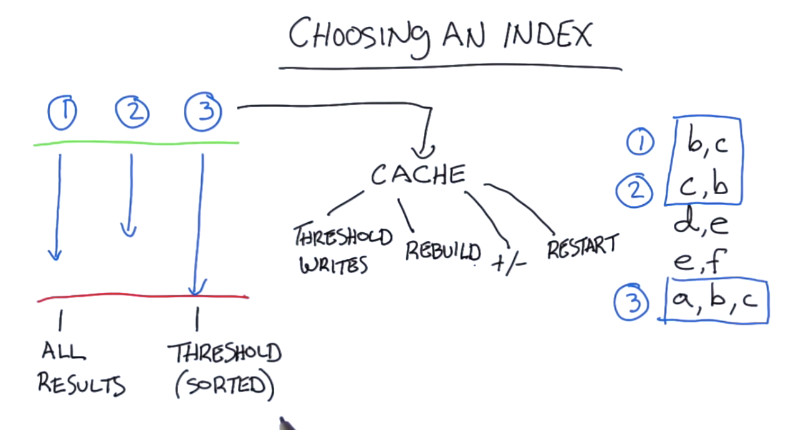 CHOOSING AN INDEX
1 2 3
CACHE
THRESHOLD
WRITES
REBUILD
+/-
RESTART
ALL
RESULTS
THRESHOLD
(SORTED)
1 b,c
2 c,b
d,e
e,f
3 a,b,c